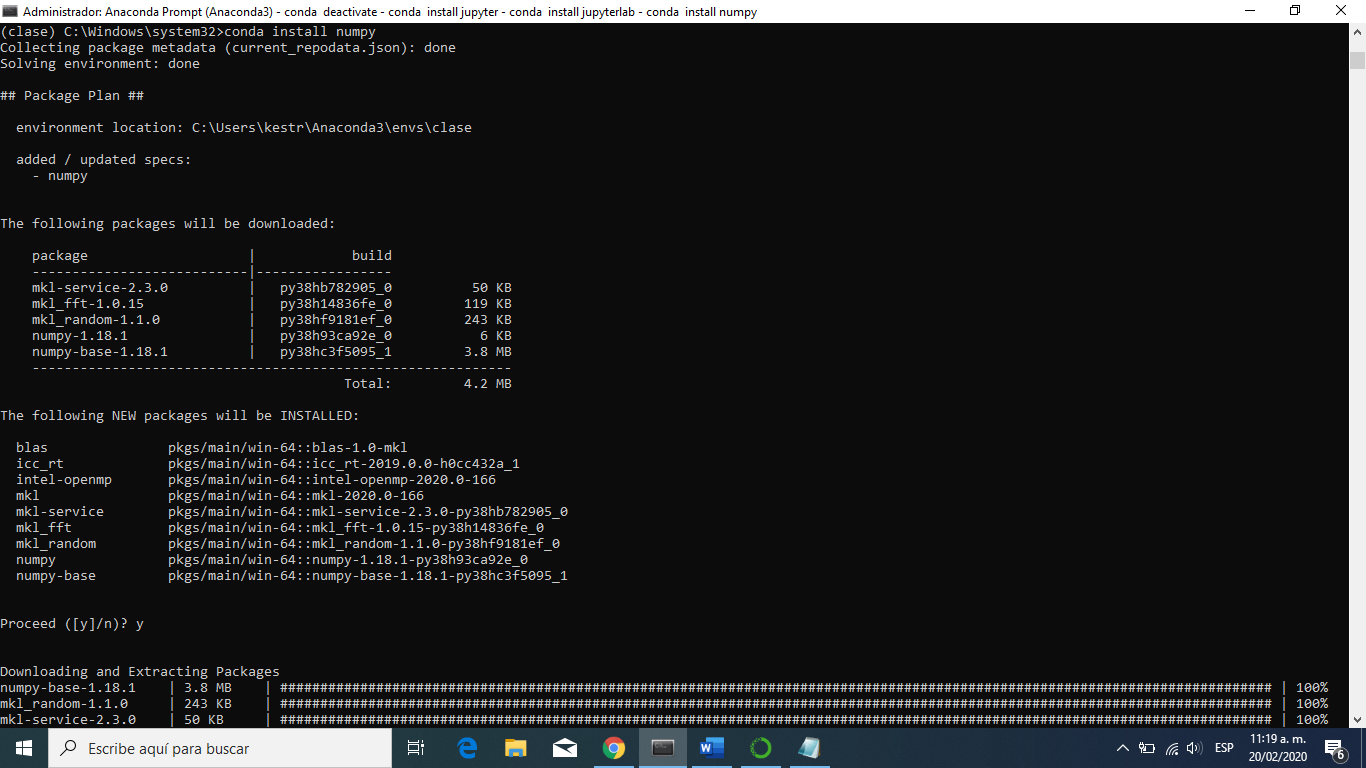 Administrador: Anaconda Prompt (Anaconda3) - conda  deactivate - conda  install jupyter - conda  install jupyterlab - conda  install numpy
(clase) C:\Windows\system32>conda install numpy
Collecting package metadata (current_repodata.json): done
Solving environment: done
## Package Plan ##
environment location: C:\Users\kestr\Anaconda3\envs\clase
added / updated specs:
- numpy
The following packages will be downloaded:
package                    |            build
---------------------------|-----------------
mkl-service-2.3.0          |   py38hb782905_0          50 KB
mkl_fft-1.0.15             |   py38h14836fe_0         119 KB
mkl_random-1.1.0           |   py38hf9181ef_0         243 KB
numpy-1.18.1               |   py38h93ca92e_0           6 KB
numpy-base-1.18.1          |   py38hc3f5095_1         3.8 MB
------------------------------------------------------------
Total:         4.2 MB
The following NEW packages will be INSTALLED:
blas               pkgs/main/win-64::blas-1.0-mkl
icc_rt             pkgs/main/win-64::icc_rt-2019.0.0-h0cc432a_1
intel-openmp       pkgs/main/win-64::intel-openmp-2020.0-166
mkl                pkgs/main/win-64::mkl-2020.0-166
mkl-service        pkgs/main/win-64::mkl-service-2.3.0-py38hb782905_0
mkl_fft            pkgs/main/win-64::mkl_fft-1.0.15-py38h14836fe_0
mkl_random         pkgs/main/win-64::mkl_random-1.1.0-py38hf9181ef_0
numpy              pkgs/main/win-64::numpy-1.18.1-py38h93ca92e_0
numpy-base         pkgs/main/win-64::numpy-base-1.18.1-py38hc3f5095_1
Proceed ([y]/n)? y
Downloading and Extracting Packages
numpy-base-1.18.1    | 3.8 MB    | ############################################################################################################################ | 100%
mkl_random-1.1.0     | 243 KB    | ############################################################################################################################ | 100%
mkl-service-2.3.0    | 50 KB     | ############################################################################################################################ | 100%
Escribe aquí para buscar
ESP
11:19 a. m.
20/02/2020
6